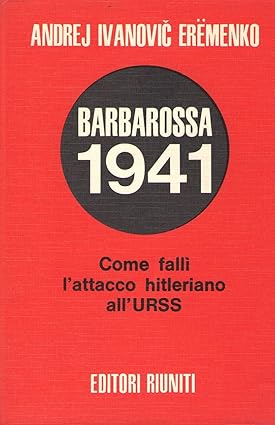 ANDREJ IVANOVIČ ERËMENKO
BARBAROSSA
1941
Come fallì
l'attacco hitleriano
all'URSS
EDITORI RIUNITI